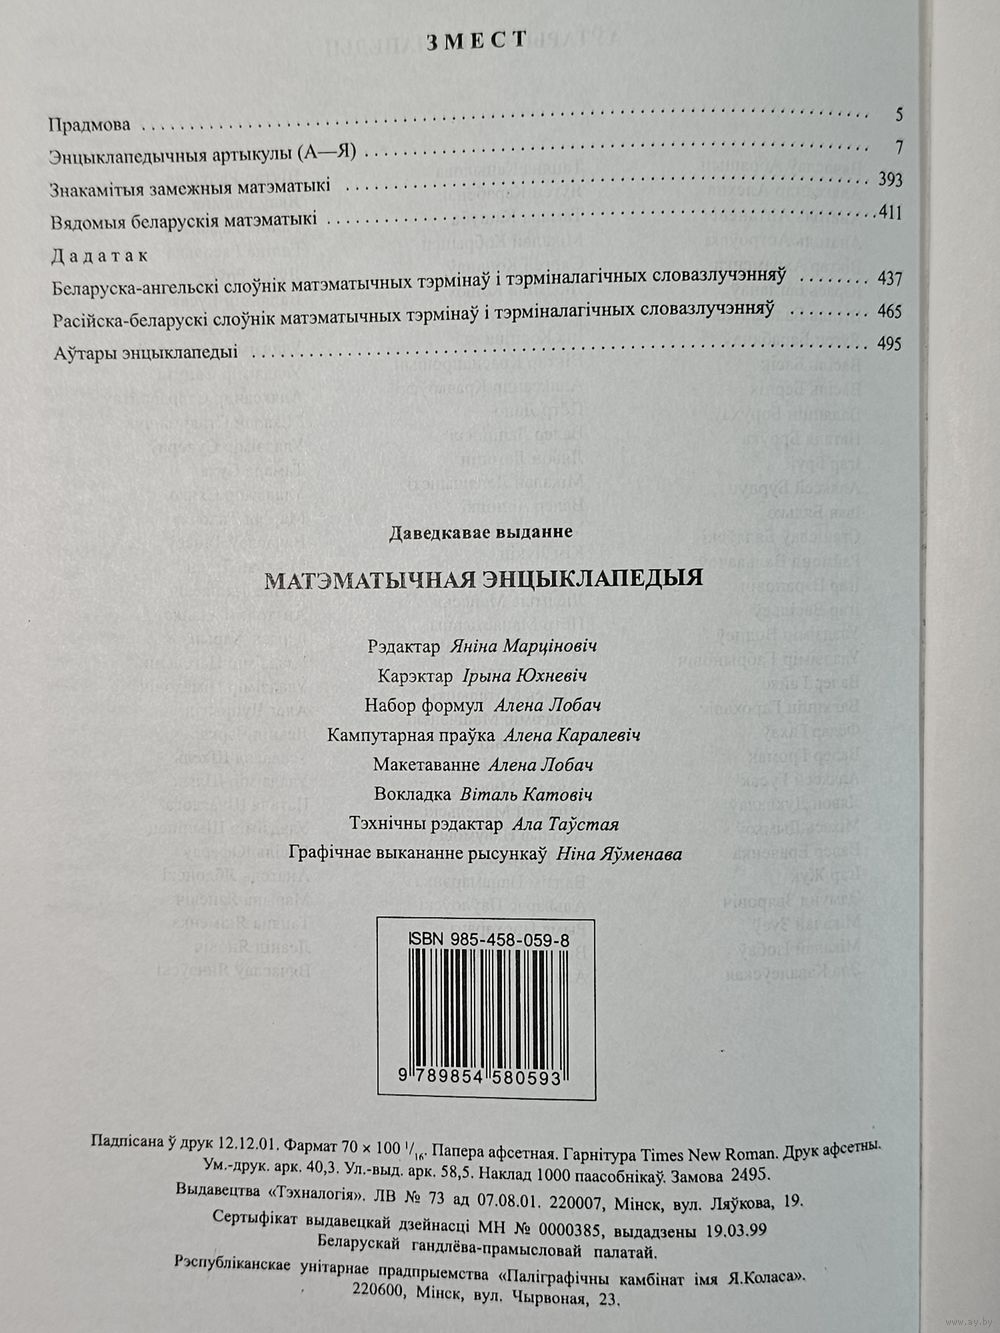 ЗМЕСТ
Прадмова . . . . . . . . . . . . . . . . . . . . . . . . . . . . . . 5
Энцыклапедычныя артыкулы (А—Я) . . . . . . . . . . . . . . . . . . . . 7
Знакамітыя замежныя матэматыкі . . . . . . . . . . . . . . . . . . . . 393
Вядомыя беларускія матэматыкі . . . . . . . . . . . . . . . . . . . . 411
Дадатак
Беларуска-ангельскі слоўнік матэматычных тэрмінаў і тэрміналагічных словазлучэнняў . . . . . . . . 437
Расійска-беларускі слоўнік матэматычных тэрмінаў і тэрміналагічных словазлучэнняў . . . . . . . . 465
Аўтары энцыклапедыі . . . . . . . . . . . . . . . . . . . . 495
Даведкавае выданне
МАТЭМАТЫЧНАЯ ЭНЦЫКЛАПЕДЫЯ
Рэдактар Яніна Марціновіч
Карэктар Ірына Юхневіч
Набор формул Алена Лобач
Кампутарная праўка Алена Каралевіч
Макетаванне Алена Лобач
Вокладка Віталь Катовіч
Тэхнічны рэдактар Ала Таўстая
Графічнае выкананне рысункаў Ніна Яўменава
ISBN 985-458-059-8
9 789854 580593
Падпісана ў друк 12.12.01. Фармат 70 × 100 1/16. Папера афсетная. Гарнітура Times New Roman. Друк афсетны.
Ум.-друк. арк. 40,3. Ул.-выд. арк. 58,5. Наклад 1000 паасобнікаў. Замова 2495.
Выдавецтва «Тэхналогія». ЛВ № 73 ад 07.08.01. 220007, Мінск, вул. Ляўкова, 19.
Сертыфікат выдавецкай дзейнасці МН № 0000385, выдадзены 19.03.99
Беларускай гандлёва-прамысловай палатай.
Рэспубліканскае унітарнае прадпрыемства «Паліграфічны камбінат імя Я.Коласа».
220600, Мінск, вул. Чырвоная, 23.
www.ay.by